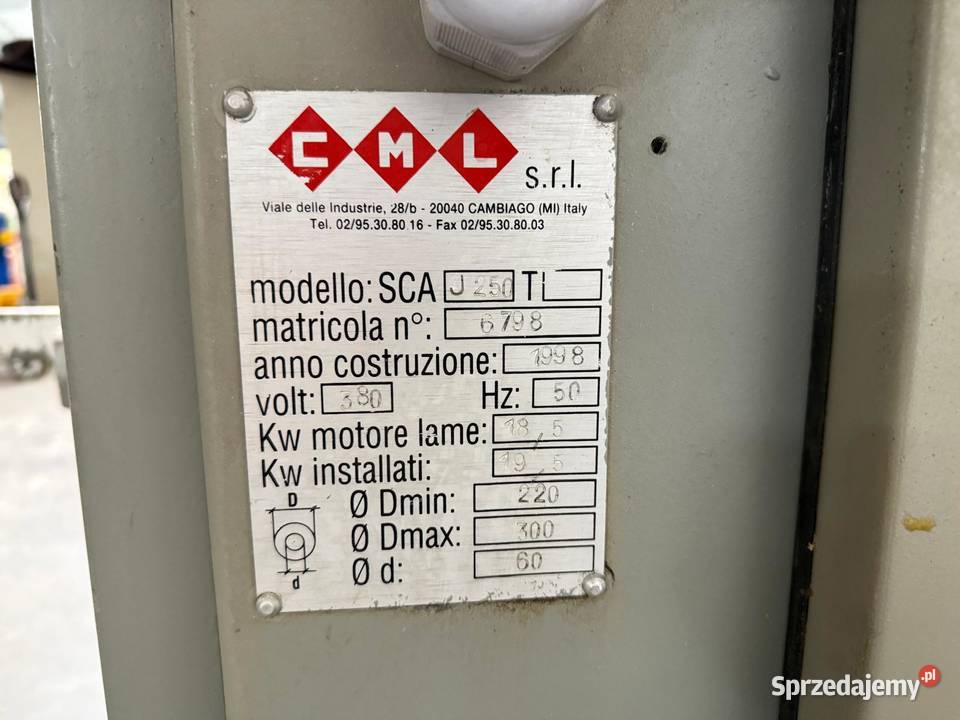 CML s.r.l.
Viale delle Industrie, 28/b - 20040 CAMBIAGO (MI) Italy
Tel. 02/95.30.80.16 - Fax 02/95.30.80.03
modello: SCA J 250 TI
matricola n°: 6798
anno costruzione: 1998
volt: 380 Hz: 50
Kw motore lame: 18,5
Kw installati: 19,5
D Ø Dmin: 220
Ø Dmax: 300
d Ø d: 60
Sprzedajemy.pl